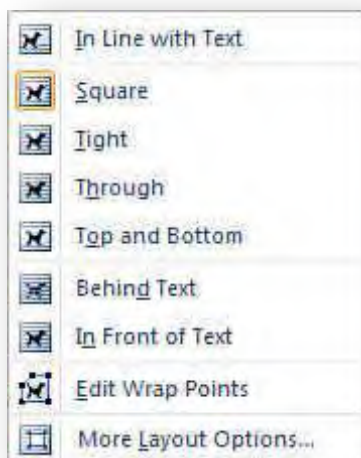 In Line with Text
Square
Tight
Through
Top and Bottom
Behind Text
In Front of Text
Edit Wrap Points
More Layout Options...